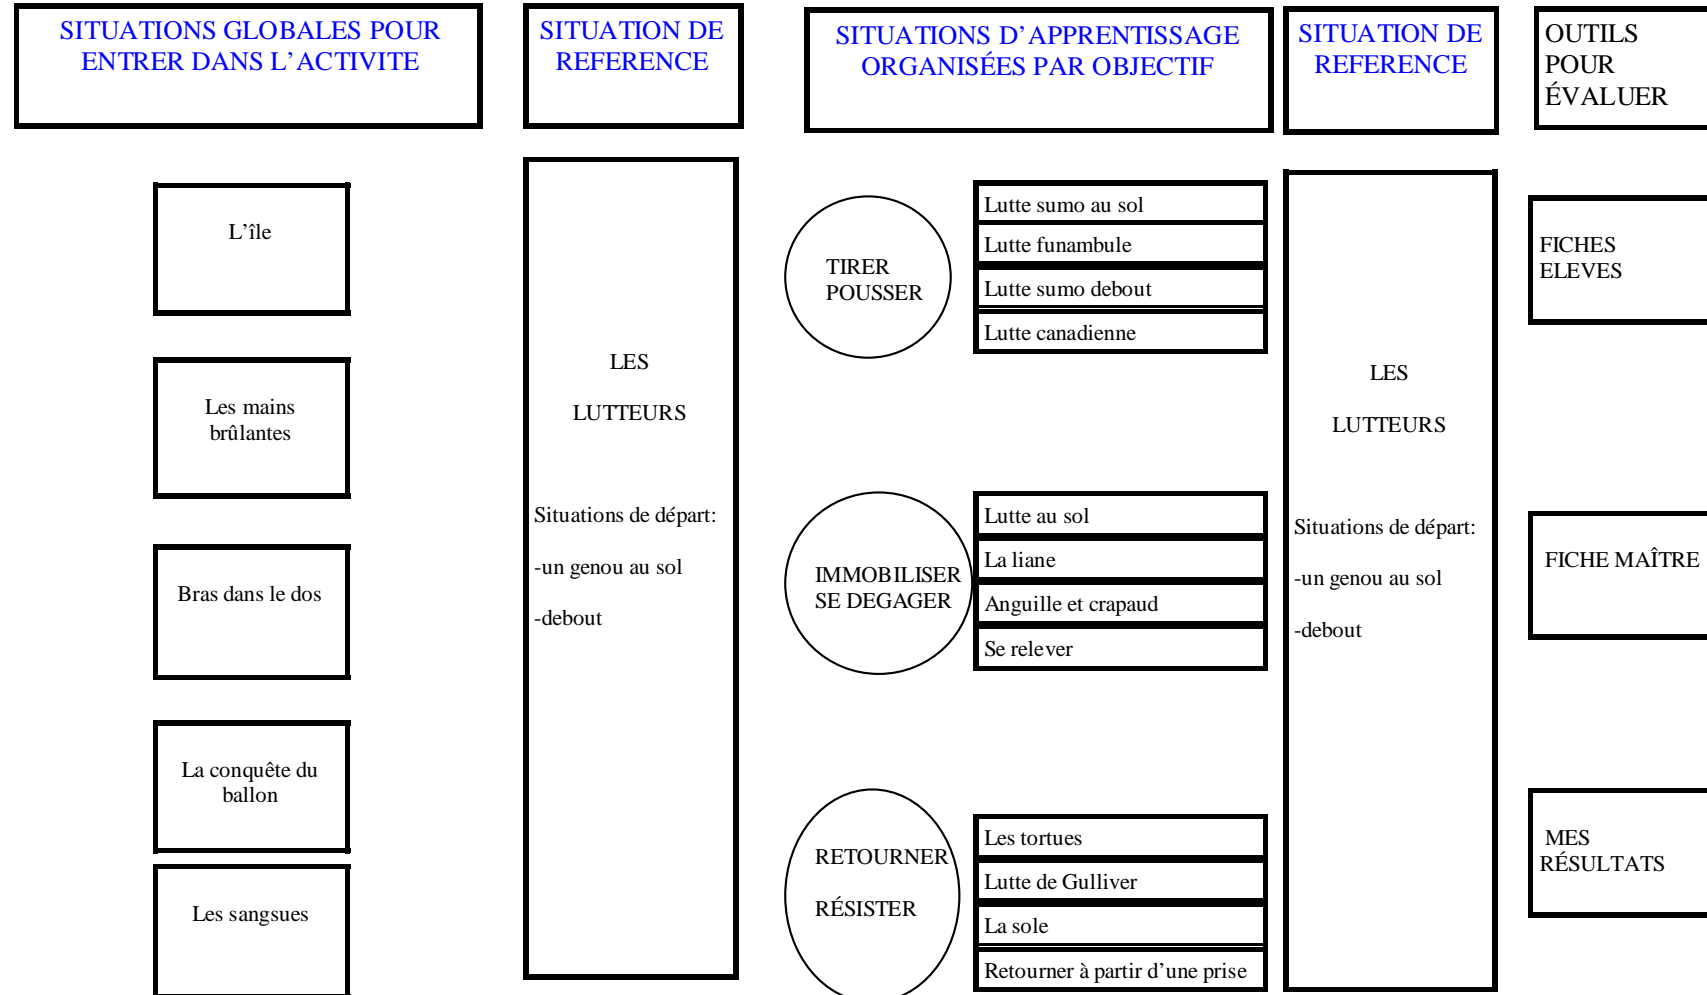 SITUATIONS GLOBALES POUR
ENTRER DANS L'ACTIVITE
SITUATION DE
REFERENCE
SITUATIONS D'APPRENTISSAGE
ORGANISÉES PAR OBJECTIF
SITUATION DE
REFERENCE
OUTILS
POUR
ÉVALUER
L'île
Les mains
brûlantes
Bras dans le dos
La conquête du
ballon
Les sangsues
LES
LUTTEURS
Situations de départ:
-un genou au sol
-debout
TIRER
POUSSER
Lutte sumo au sol
Lutte funambule
Lutte sumo debout
Lutte canadienne
IMMOBILISER
SE DEGAGER
Lutte au sol
La liane
Anguille et crapaud
Se relever
RETOURNER
RÉSISTER
Les tortues
Lutte de Gulliver
La sole
Retourner à partir d'une prise
LES
LUTTEURS
Situations de départ:
-un genou au sol
-debout
FICHES
ELEVES
FICHE MAÎTRE
MES
RÉSULTATS